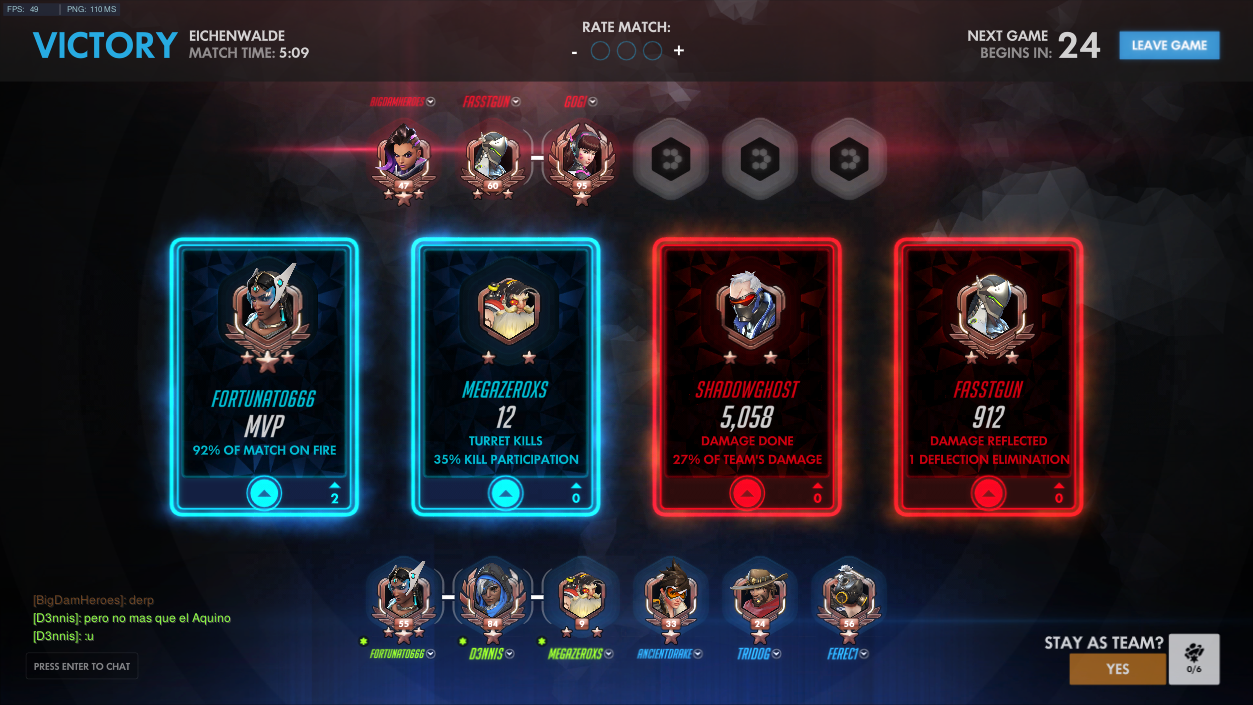 FPS: 49 | PNG: 110 MS
VICTORY
EICHENWALDE
MATCH TIME: 5:09
RATE MATCH:
- +
NEXT GAME
BEGINS IN: 24
LEAVE GAME
BIGDAMHEROES FASSTGUN GOGI
47 60 95
FORTUNATO666
MVP
92% OF MATCH ON FIRE
2
MEGAZEROXS
12
TURRET KILLS
35% KILL PARTICIPATION
0
SHADOWGHOST
5,058
DAMAGE DONE
27% OF TEAM'S DAMAGE
0
FASSTGUN
912
DAMAGE REFLECTED
1 DEFLECTION ELIMINATION
0
55 84 9 33 24 56
FORTUNATO666 D3NNIS MEGAZEROXS ANCIENTDRAKE TRIDOG FEREC1
[BigDamHeroes]: derp
[D3nnis]: pero no mas que el Aquino
[D3nnis]: :u
PRESS ENTER TO CHAT
STAY AS TEAM?
YES
0/6